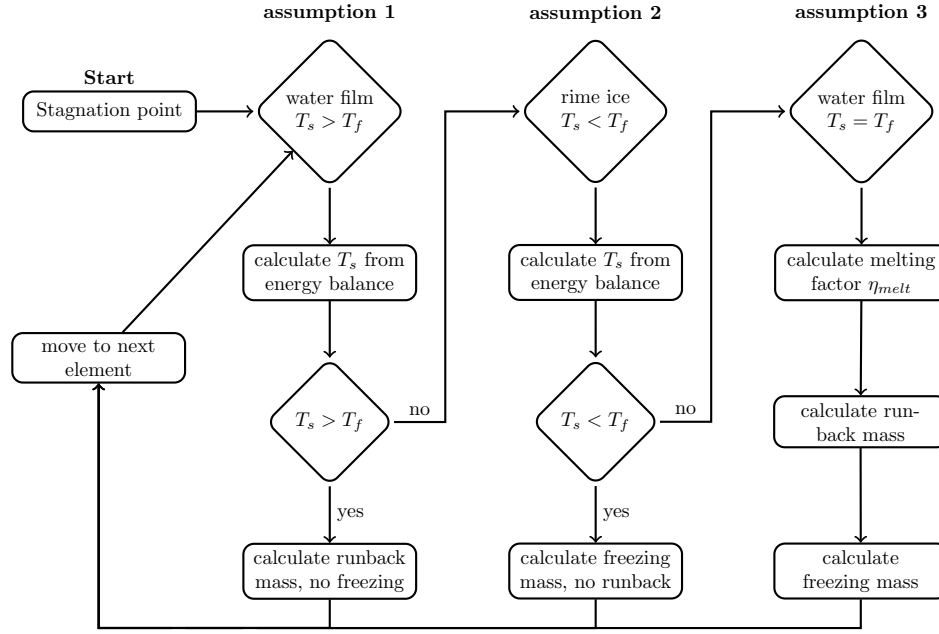 assumption 1
assumption 2
assumption 3
Start
Stagnation point
water film
T_s > T_f
rime ice
T_s < T_f
water film
T_s = T_f
calculate T_s from
energy balance
calculate T_s from
energy balance
calculate melting
factor η_melt
move to next
element
T_s > T_f
no
T_s < T_f
no
calculate run-
back mass
yes
yes
calculate runback
mass, no freezing
calculate freezing
mass, no runback
calculate
freezing mass